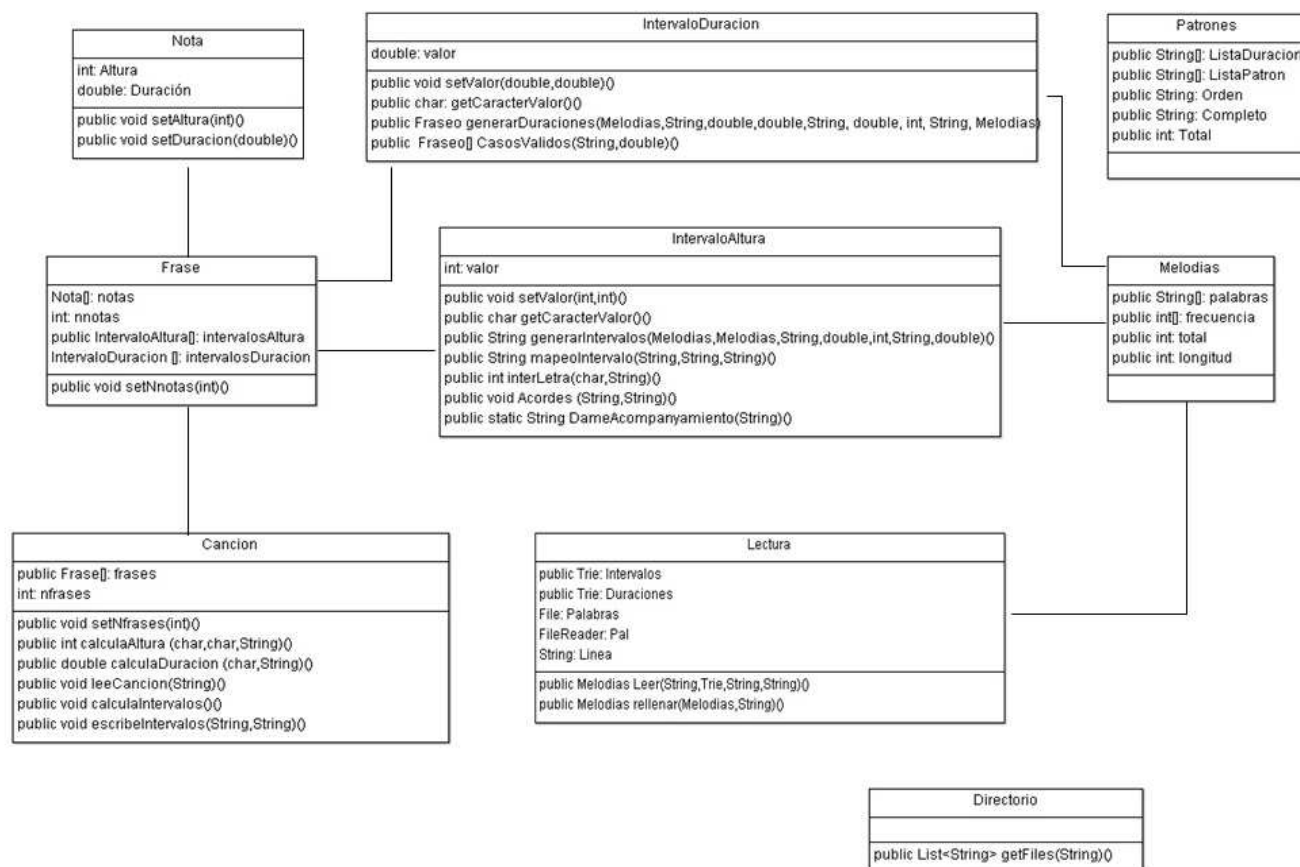 Nota
int: Altura
double: Duración
public void setAltura(int)()
public void setDuracion(double)()
IntervaloDuracion
double: valor
public void setValor(double,double)()
public char: getCaracterValor()()
public Fraseo generarDuraciones(Melodias,String,double,double,String, double, int, String, Melodias)
public Fraseo[] CasosValidos(String,double)()
Patrones
public String[]: ListaDuracion
public String[]: ListaPatron
public String: Orden
public String: Completo
public int: Total
Frase
Nota[]: notas
int: nnotas
public IntervaloAltura[]: intervalosAltura
IntervaloDuracion []: intervalosDuracion
public void setNnotas(int)()
IntervaloAltura
int: valor
public void setValor(int,int)()
public char getCaracterValor()()
public String generarIntervalos(Melodias,Melodias,String,double,int,String,double)()
public String mapeoIntervalo(String,String,String)()
public int interLetra(char,String)()
public void Acordes (String,String)()
public static String DameAcompanyamiento(String)()
Melodias
public String[]: palabras
public int[]: frecuencia
public int: total
public int: longitud
Cancion
public Frase[]: frases
int: nfrases
public void setNfrases(int)()
public int calculaAltura (char,char,String)()
public double calculaDuracion (char,String)()
public void leeCancion(String)()
public void calculaIntervalos()()
public void escribeIntervalos(String,String)()
Lectura
public Trie: Intervalos
public Trie: Duraciones
File: Palabras
FileReader: Pal
String: Linea
public Melodias Leer(String,Trie,String,String)()
public Melodias rellenar(Melodias,String)()
Directorio
public List<String> getFiles(String)()